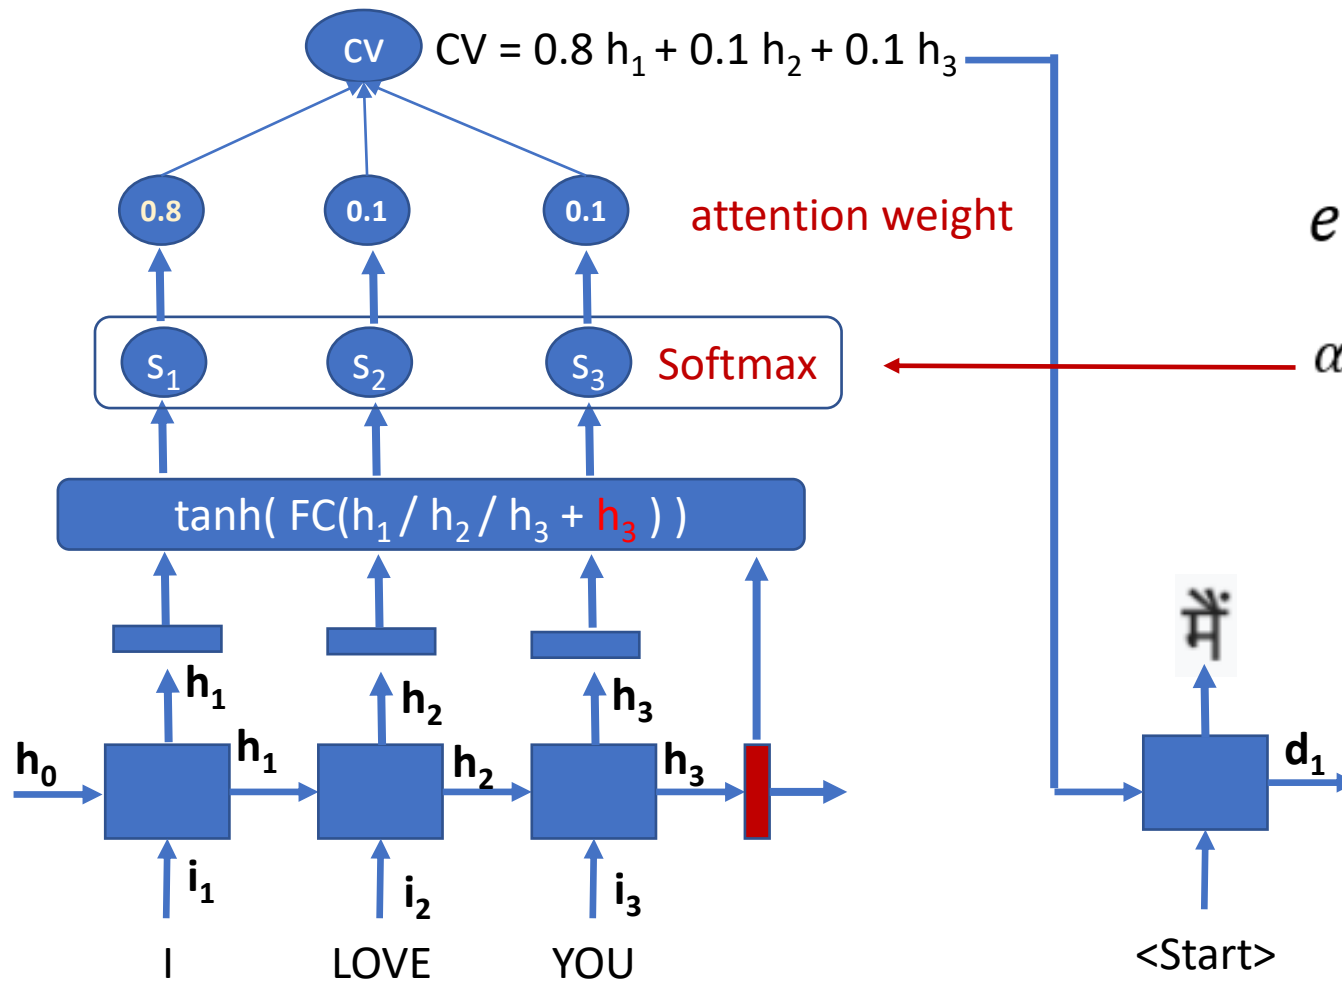 cv CV = 0.8 h₁ + 0.1 h₂ + 0.1 h₃
0.8 0.1 0.1 attention weight e
s₁ s₂ s₃ Softmax α
tanh( FC(h₁ / h₂ / h₃ + h₃ ) )
मैं
h₁ h₂ h₃
h₀ h₁ h₂ h₃ d₁
i₁ i₂ i₃
I LOVE YOU <Start>